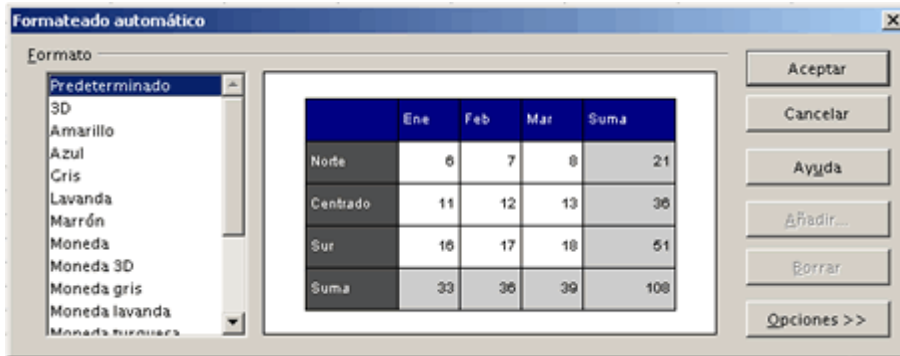 Formateado automático
Formato
Predeterminado
3D
Amarillo
Azul
Gris
Lavanda
Marrón
Moneda
Moneda 3D
Moneda gris
Moneda lavanda
Moneda turquesa
Ene Feb Mar Suma
Norte 6 7 8 21
Centrado 11 12 13 36
Sur 16 17 18 51
Suma 33 36 39 108
Aceptar
Cancelar
Ayuda
Añadir...
Borrar
Opciones >>